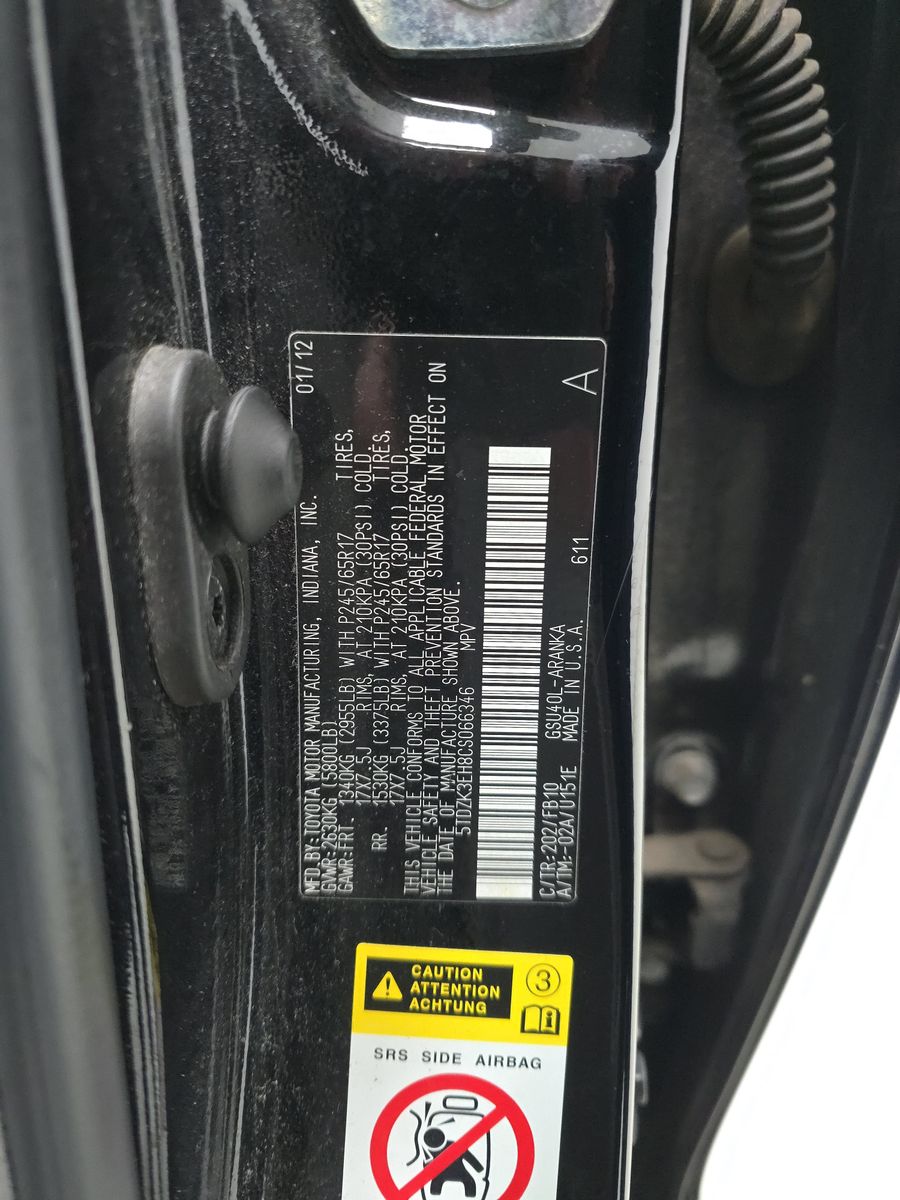 MFD.BY:TOYOTA MOTOR MANUFACTURING, INDIANA, INC. 01/12
GVWR:2630KG (5800LB)
GAWR:FRT. 1340KG (2955LB) WITH P245/65R17 TIRES,
17X7.5J RIMS, AT 210KPA (30PSI) COLD.
RR. 1530KG (3375LB) WITH P245/65R17 TIRES,
17X7.5J RIMS, AT 210KPA (30PSI) COLD.
THIS VEHICLE CONFORMS TO ALL APPLICABLE FEDERAL MOTOR
VEHICLE SAFETY AND THEFT PREVENTION STANDARDS IN EFFECT ON
THE DATE OF MANUFACTURE SHOWN ABOVE.
5TDZK3EH8CS066346 MPV
C/TR:202/FB10 GSU40L-ARANKA 611 A
A/TM:-02A/U151E MADE IN U.S.A.
CAUTION
ATTENTION
ACHTUNG
3
SRS SIDE AIRBAG